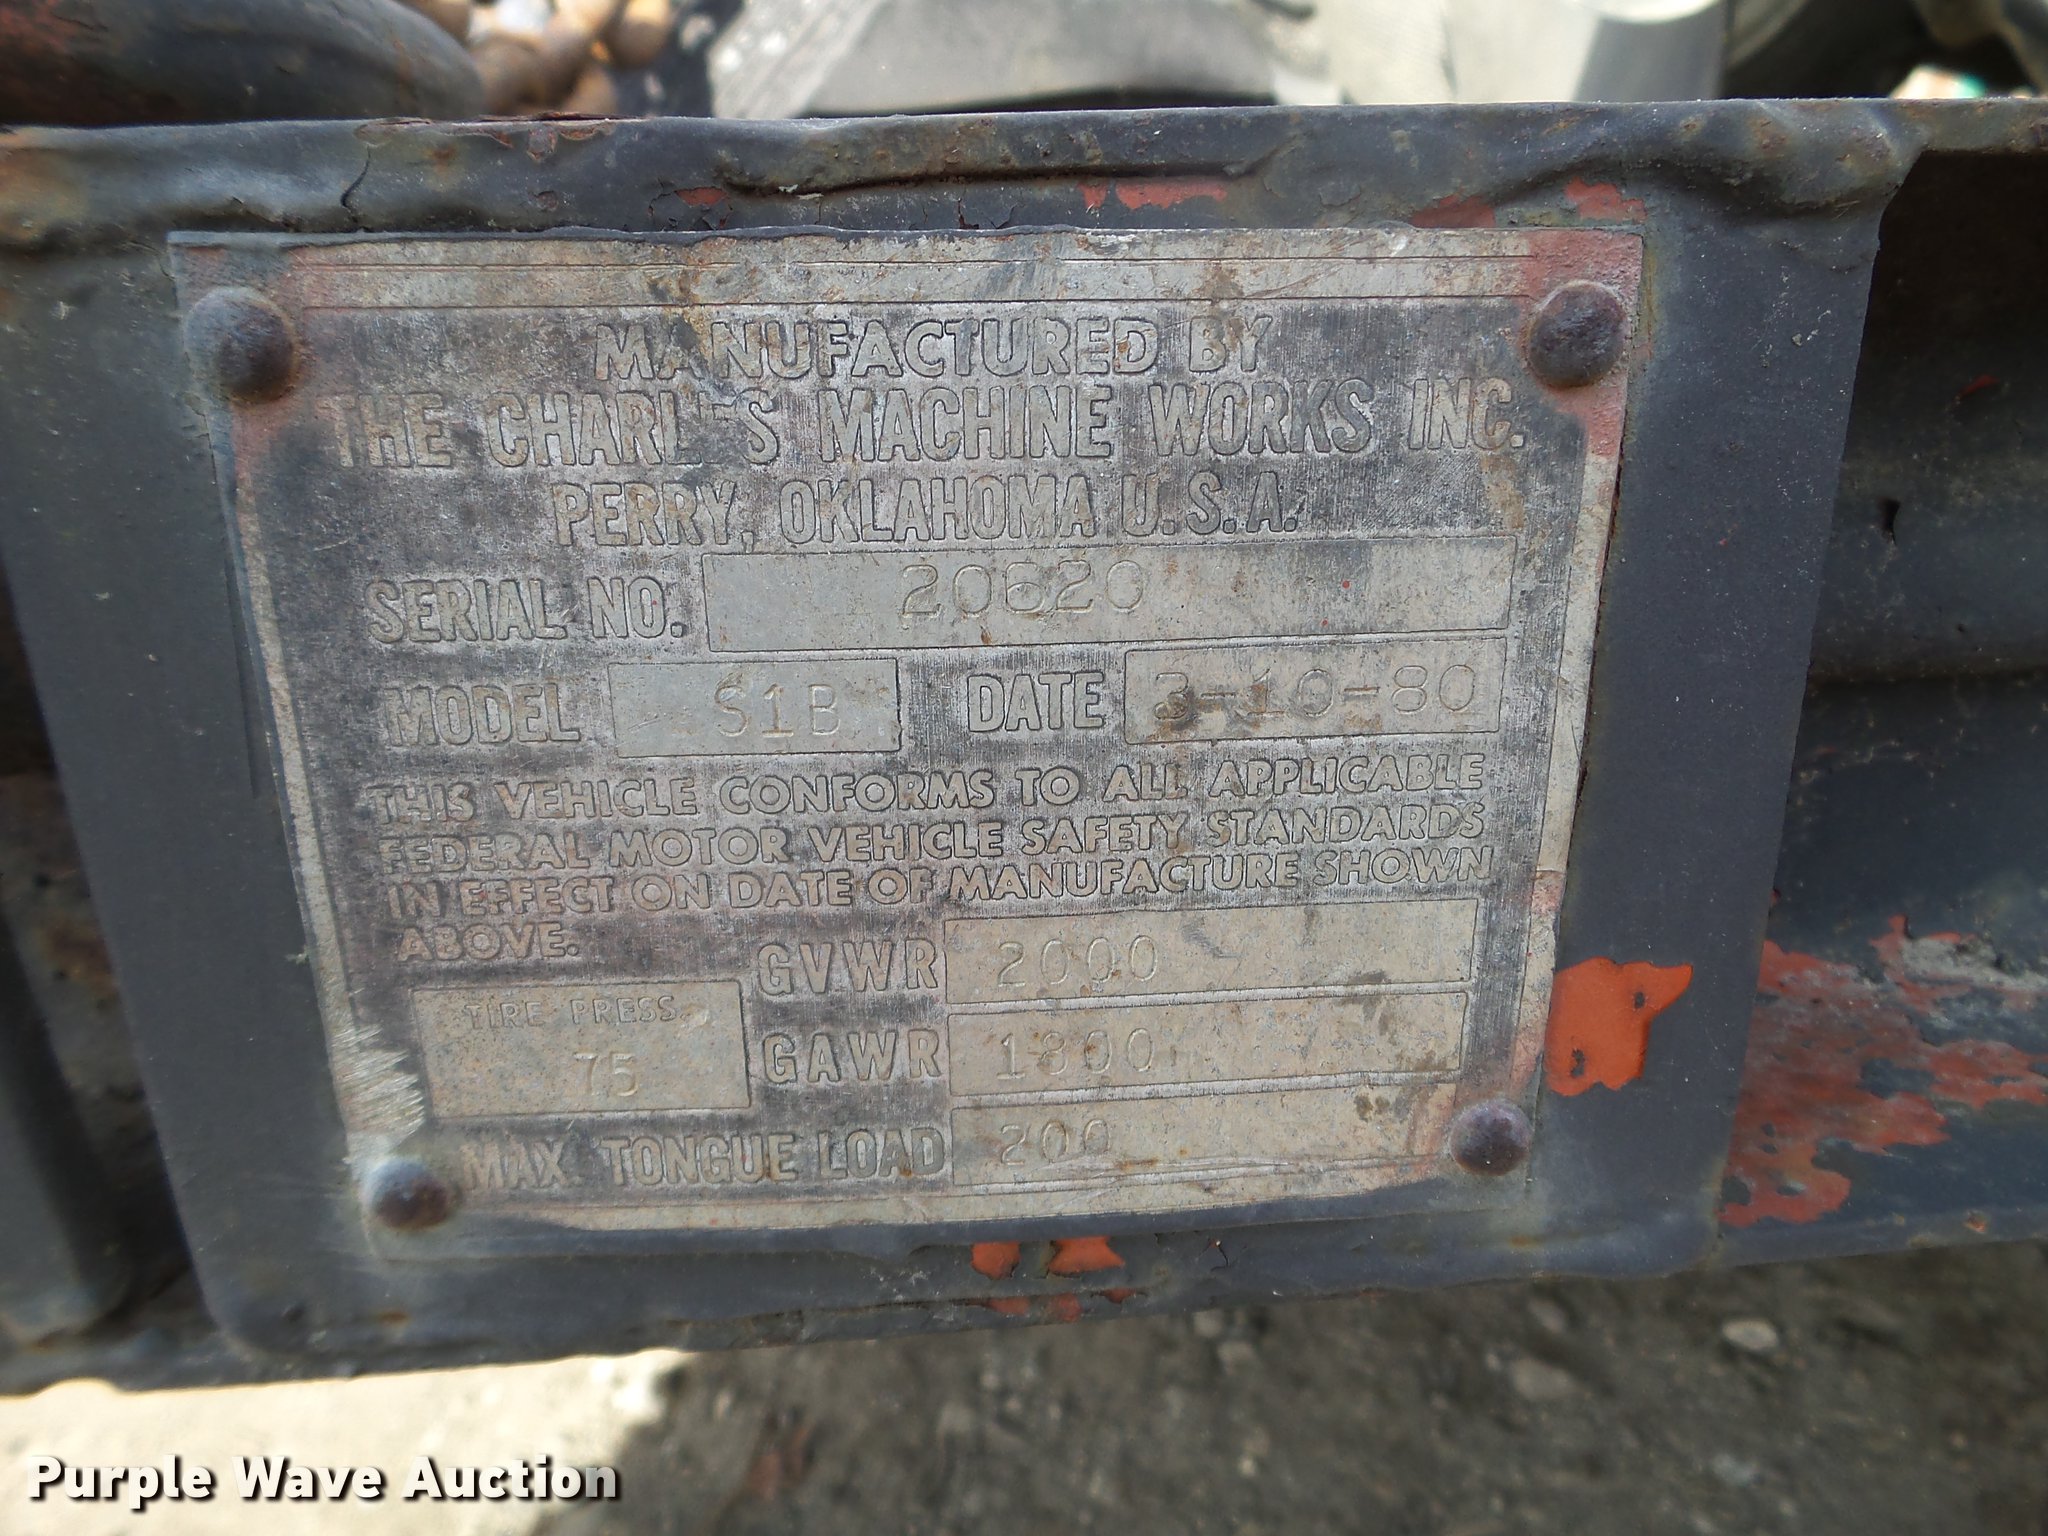 MANUFACTURED BY
THE CHARLES MACHINE WORKS INC.
PERRY, OKLAHOMA U.S.A.
SERIAL NO. 20620
MODEL S1B DATE 3-10-80
THIS VEHICLE CONFORMS TO ALL APPLICABLE
FEDERAL MOTOR VEHICLE SAFETY STANDARDS
IN EFFECT ON DATE OF MANUFACTURE SHOWN
ABOVE.
GVWR 2000
TIRE PRESS.
75
GAWR 1800
MAX. TONGUE LOAD 200
Purple Wave Auction